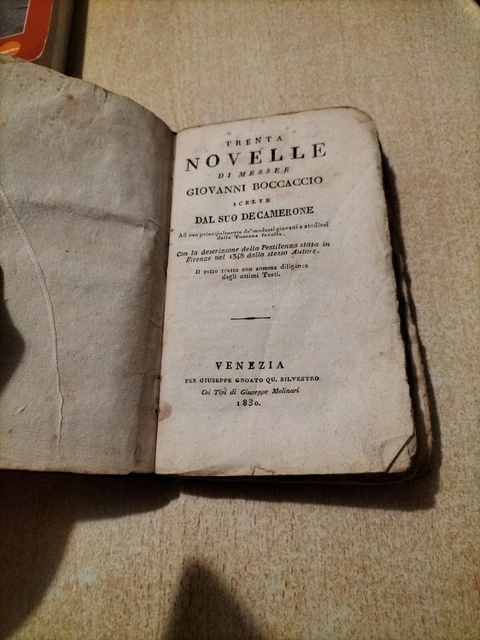 TRENTA
NOVELLE
DI MESSER
GIOVANNI BOCCACCIO
SCELTE
DAL SUO DECAMERONE
Ad uso principalmente de'modesti giovani e studiosi
della Toscana favella.
Con la descrizione della Pestilenza stata in
Firenze nel 1348 dello stesso Autore.
Il tutto tratto con somma diligenza
dagli ottimi Testi.
VENEZIA
PER GIUSEPPE GNOATO QU. SILVESTRO
Coi Tipi di Giuseppe Molinari
1830.